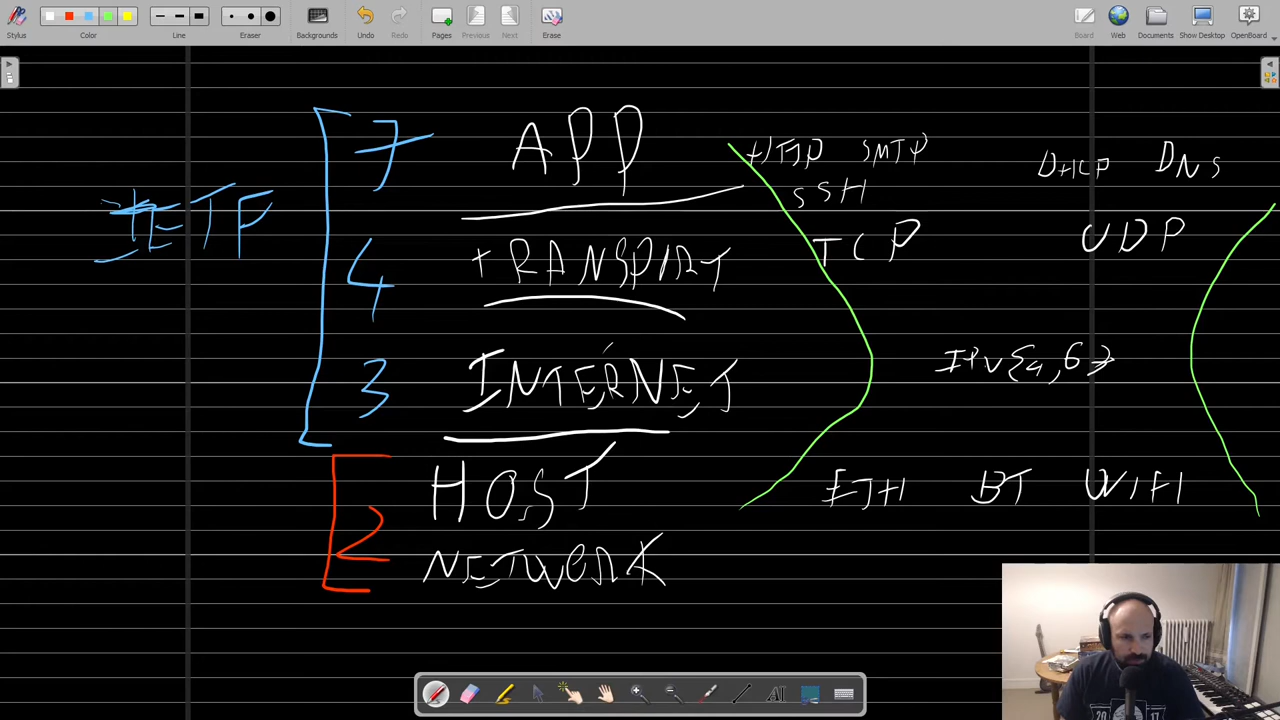 Stylus Color Line Eraser Backgrounds Undo Redo Pages Previous Next Erase Board Web Documents Show Desktop OpenBoard
7 APP HTTP SMTP DHCP DNS
SSH
IETF
4 TRANSPORT TCP UDP
3 INTERNET IPV{4,6}
2 HOST ETH BT WIFI
NETWORK